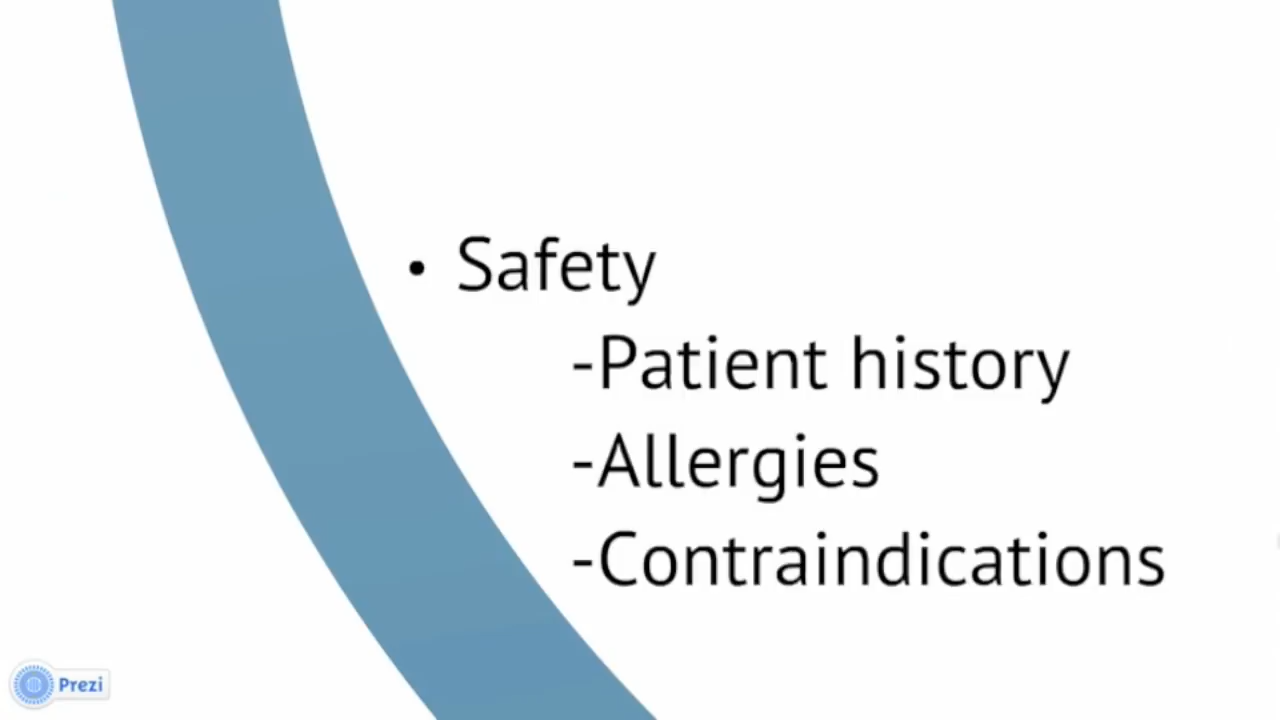 • Safety
-Patient history
-Allergies
-Contraindications
Prezi